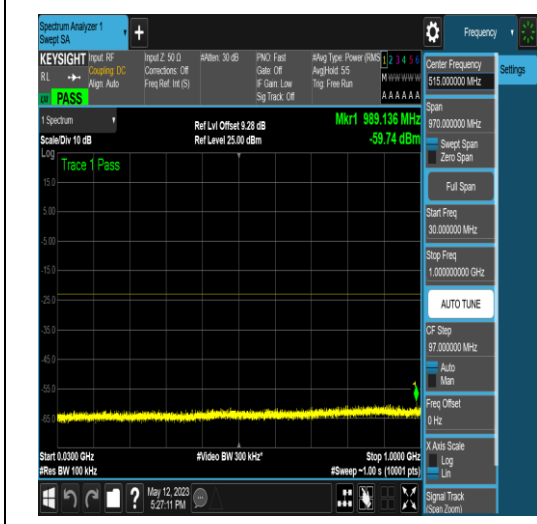 Spectrum Analyzer 1
Swept SA
Frequency
KEYSIGHT
Input: RF
Coupling: DC
Align: Auto
Input Z: 50 Ω
Corrections: Off
Freq Ref: Int (S)
#Atten: 30 dB
PNO: Fast
Gate: Off
IF Gain: Low
Sig Track: Off
#Avg Type: Power (RMS)
Avg|Hold: 5/5
Trig: Free Run
1 2 3 4 5 6
M W W W W W
A A A A A A
R L
PASS
1 Spectrum
Scale/Div 10 dB
Ref Lvl Offset 9.28 dB
Ref Level 25.00 dBm
Mkr1 989.136 MHz
-59.74 dBm
Log
Trace 1 Pass
15.0
5.00
-5.00
-15.0
-25.0
-35.0
-45.0
-55.0
-65.0
1
Start 0.0300 GHz
#Res BW 100 kHz
#Video BW 300 kHz*
Stop 1.0000 GHz
#Sweep ~1.00 s (10001 pts)
May 12, 2023
5:27:11 PM
Center Frequency
515.000000 MHz
Settings
Span
970.000000 MHz
Swept Span
Zero Span
Full Span
Start Freq
30.000000 MHz
Stop Freq
1.000000000 GHz
AUTO TUNE
CF Step
97.000000 MHz
Auto
Man
Freq Offset
0 Hz
X Axis Scale
Log
Lin
Signal Track
(Span Zoom)